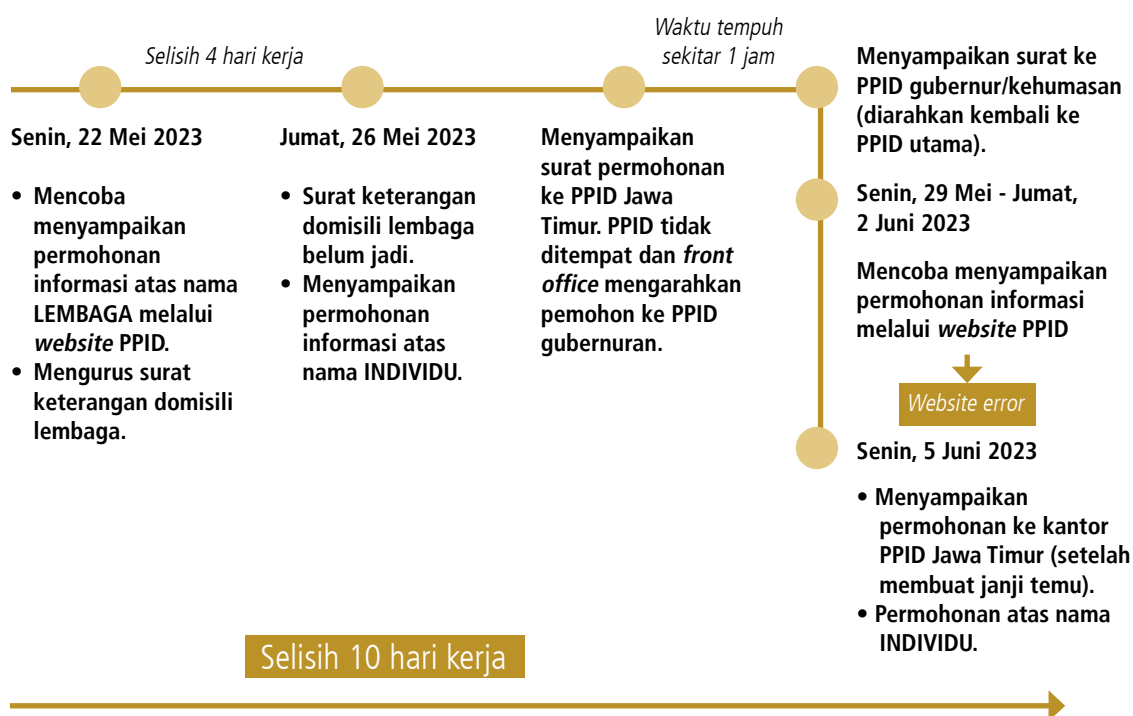 Selisih 4 hari kerja
Waktu tempuh
sekitar 1 jam
Senin, 22 Mei 2023
• Mencoba
menyampaikan
permohonan
informasi atas nama
LEMBAGA melalui
website PPID.
• Mengurus surat
keterangan domisili
lembaga.
Jumat, 26 Mei 2023
• Surat keterangan
domisili lembaga
belum jadi.
• Menyampaikan
permohonan
informasi atas
nama INDIVIDU.
Menyampaikan
surat permohonan
ke PPID Jawa
Timur. PPID tidak
ditempat dan front
office mengarahkan
pemohon ke PPID
gubernuran.
Menyampaikan surat ke
PPID gubernur/kehumasan
(diarahkan kembali ke
PPID utama).
Senin, 29 Mei - Jumat,
2 Juni 2023
Mencoba menyampaikan
permohonan informasi
melalui website PPID
Website error
Senin, 5 Juni 2023
• Menyampaikan
permohonan ke kantor
PPID Jawa Timur (setelah
membuat janji temu).
• Permohonan atas nama
INDIVIDU.
Selisih 10 hari kerja